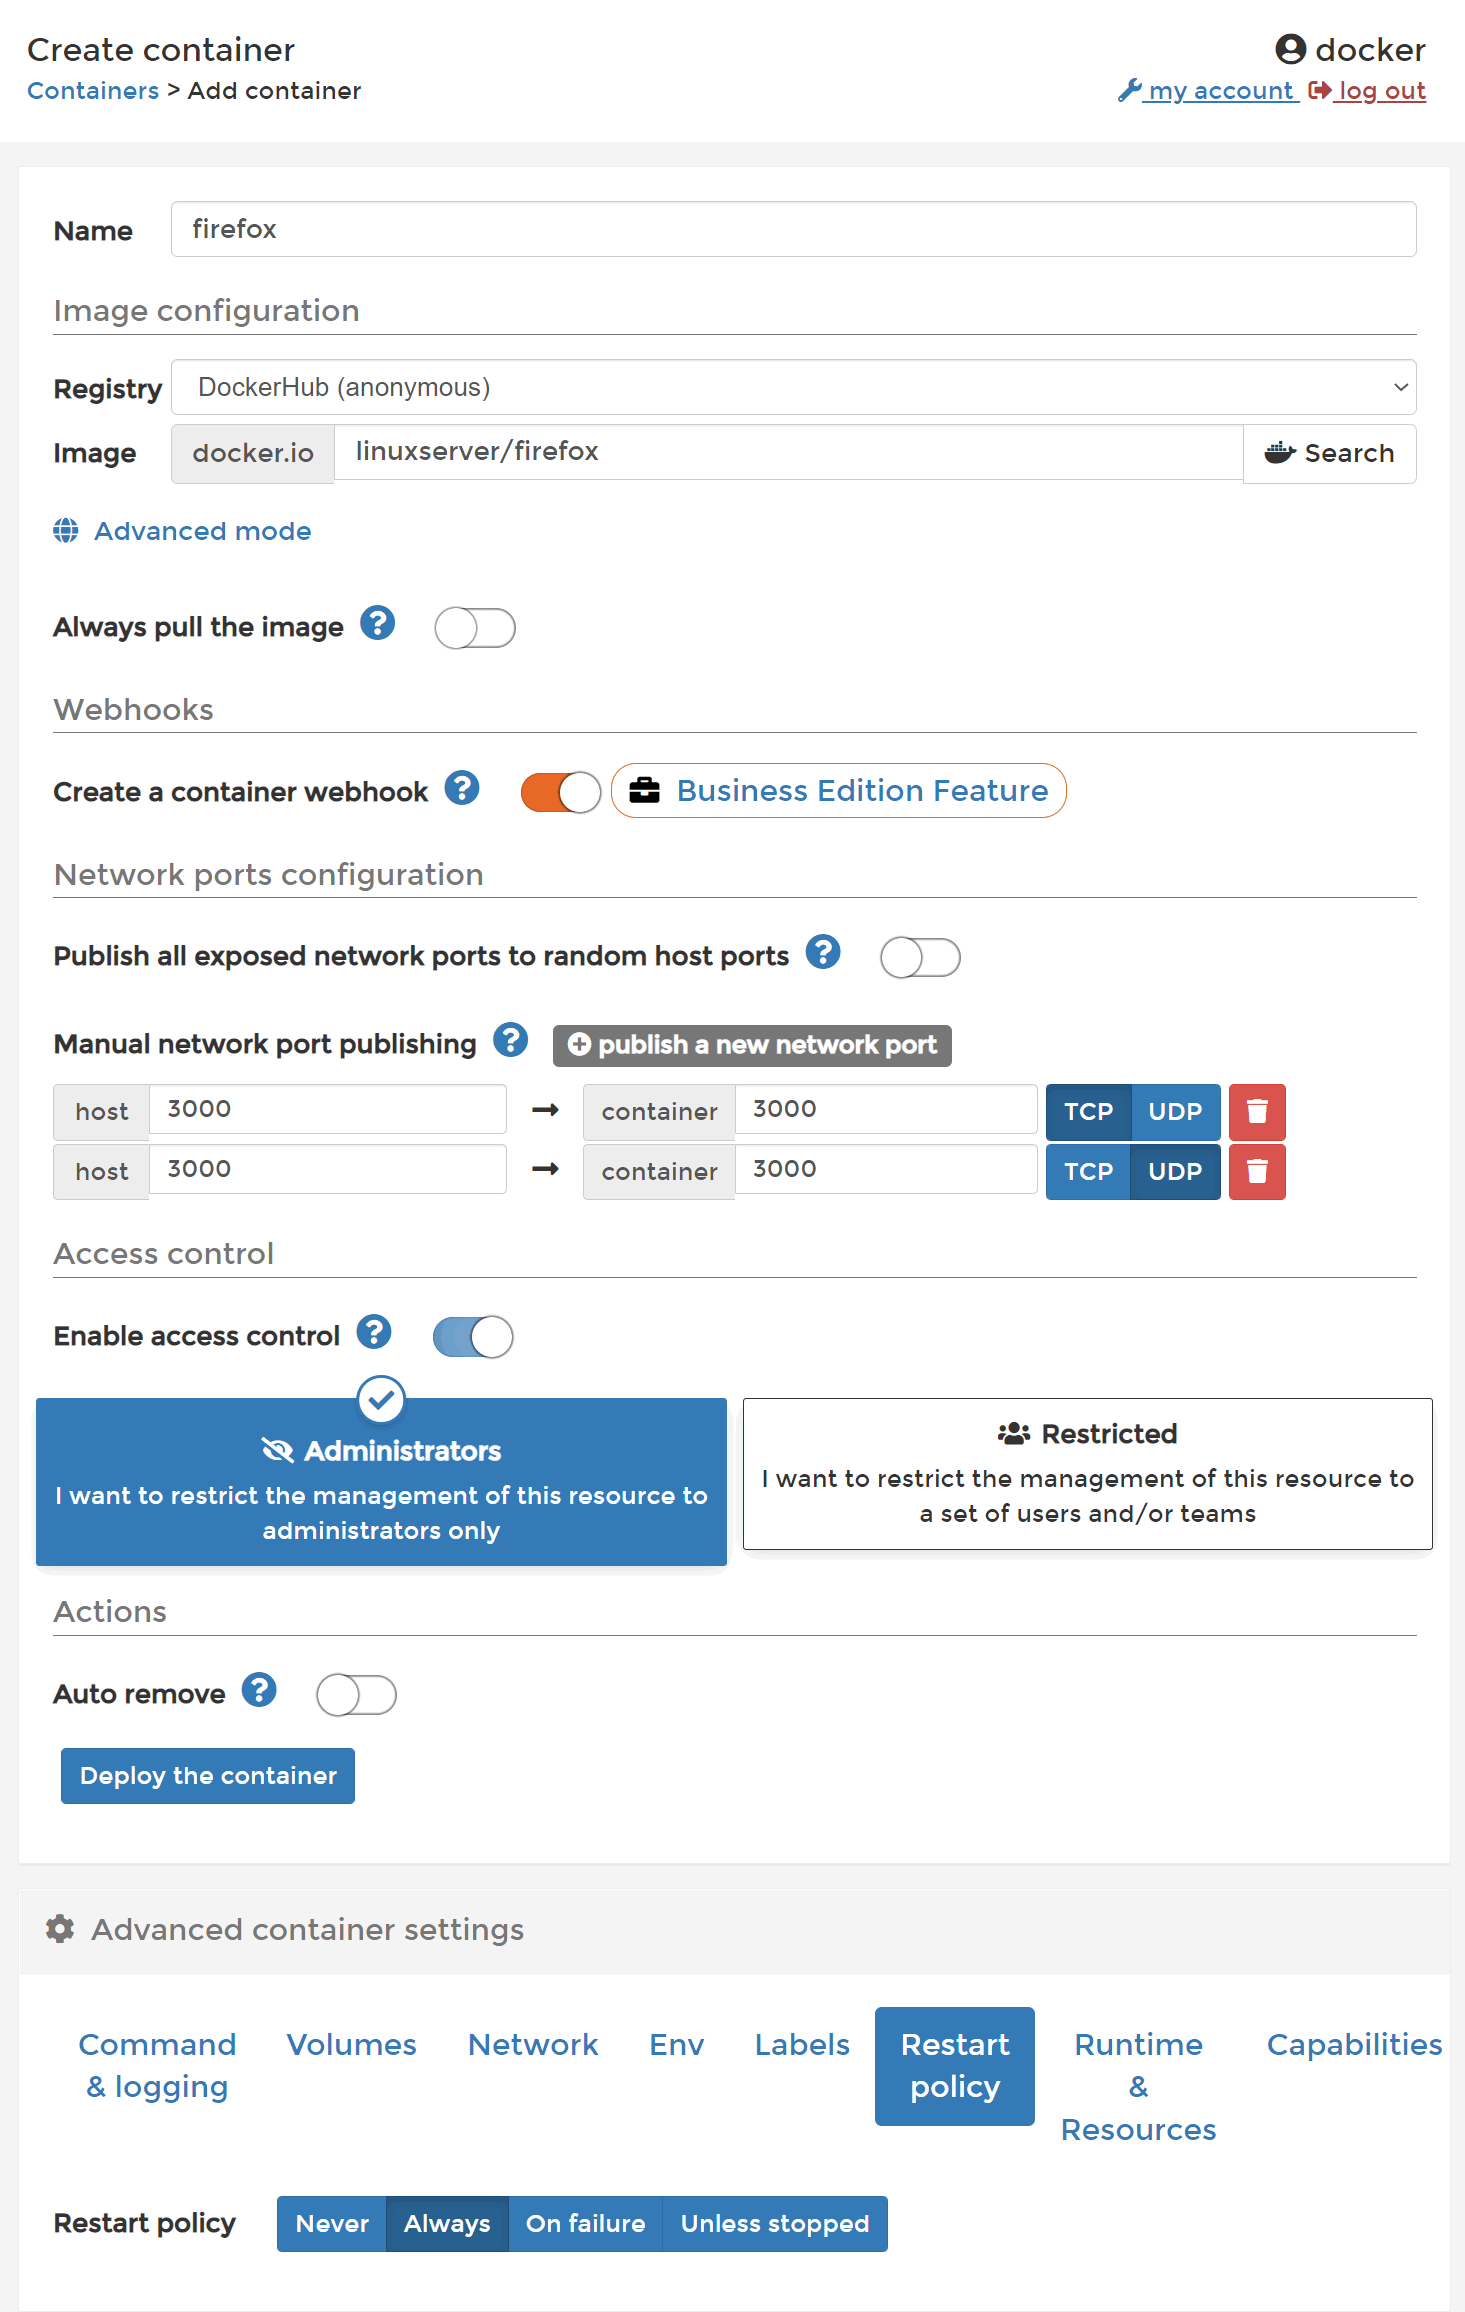 Create container
docker
Containers > Add container
my account log out
Name firefox
Image configuration
Registry DockerHub (anonymous)
Image docker.io linuxserver/firefox Search
Advanced mode
Always pull the image ?
Webhooks
Create a container webhook ? Business Edition Feature
Network ports configuration
Publish all exposed network ports to random host ports ?
Manual network port publishing ? publish a new network port
host 3000 → container 3000 TCP UDP
host 3000 → container 3000 TCP UDP
Access control
Enable access control ?
Administrators
I want to restrict the management of this resource to
administrators only
Restricted
I want to restrict the management of this resource to
a set of users and/or teams
Actions
Auto remove ?
Deploy the container
Advanced container settings
Command
& logging
Volumes
Network
Env
Labels
Restart
policy
Runtime
&
Resources
Capabilities
Restart policy Never Always On failure Unless stopped